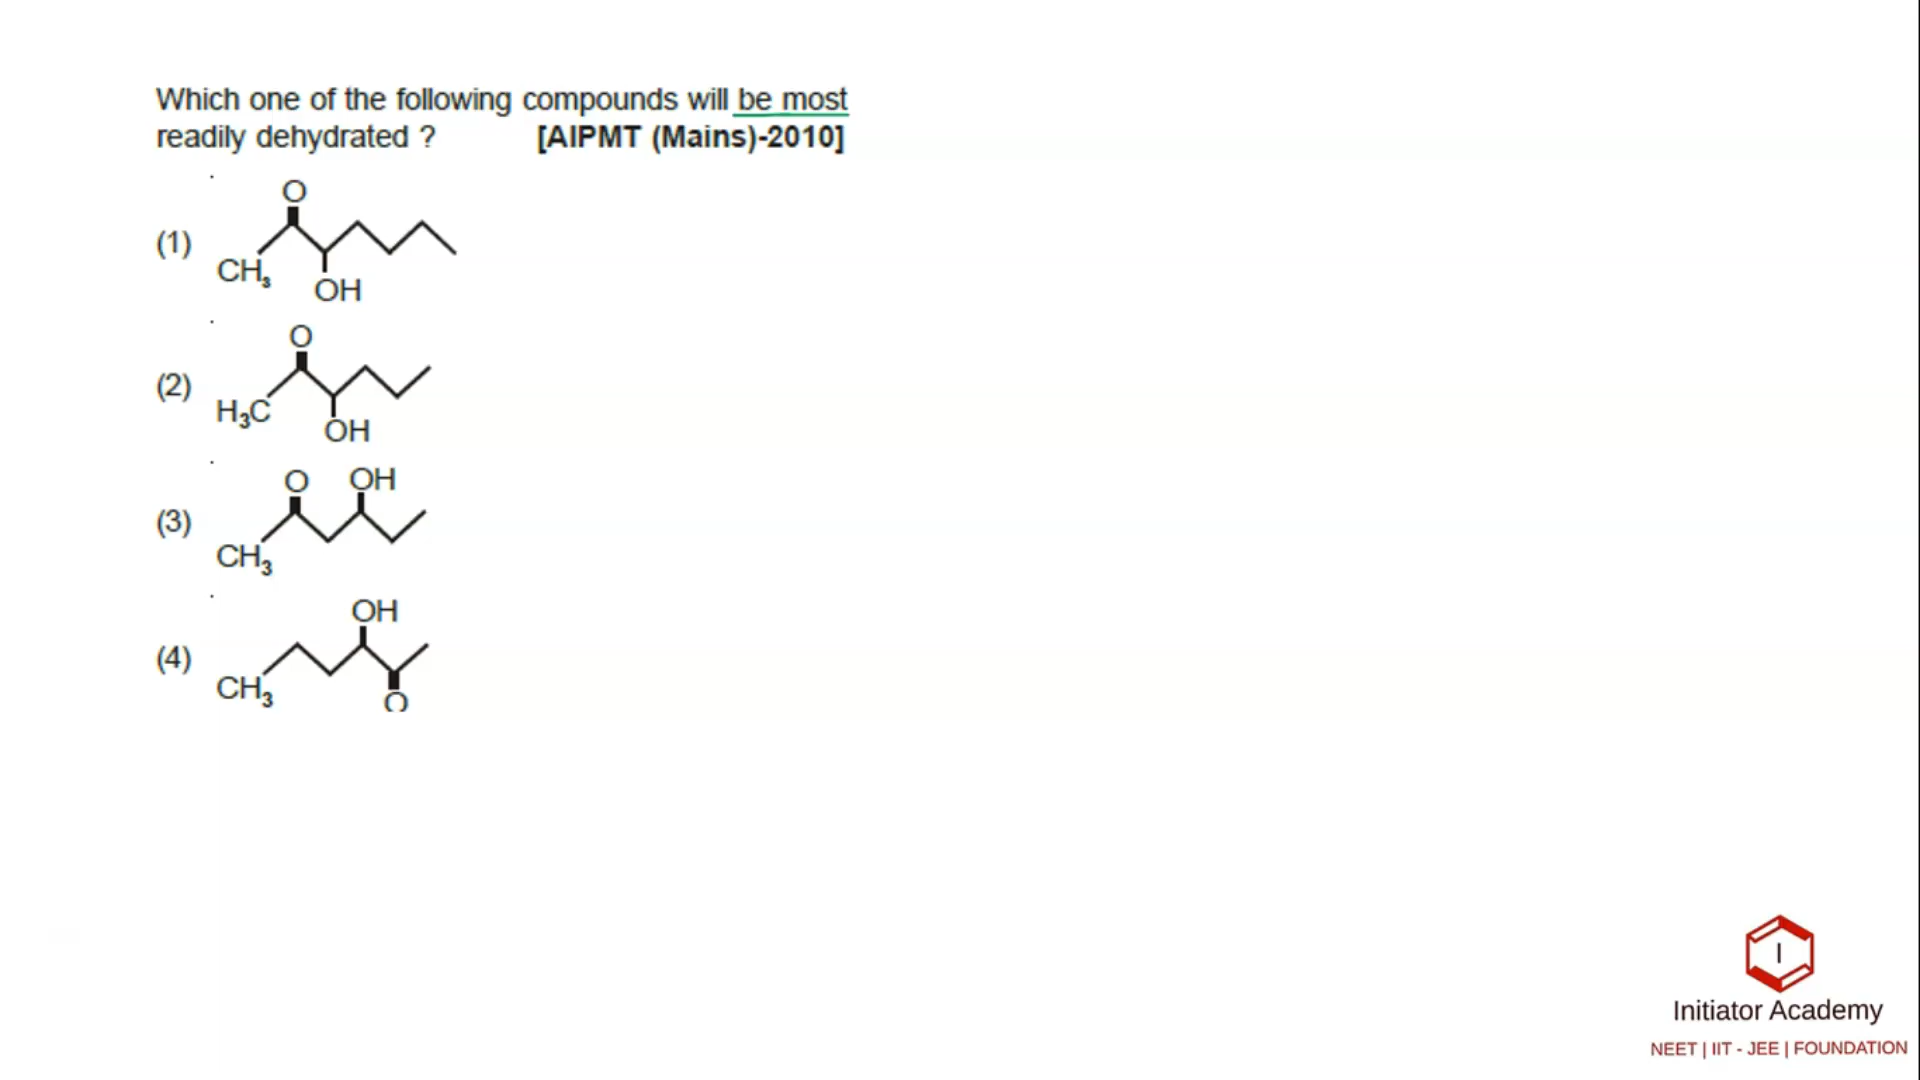 Which one of the following compounds will be most
readily dehydrated ? [AIPMT (Mains)-2010]
O
(1)
CH₃
OH
O
(2)
H₃C
OH
O OH
(3)
CH₃
OH
(4)
CH₃
O
I
Initiator Academy
NEET | IIT - JEE | FOUNDATION